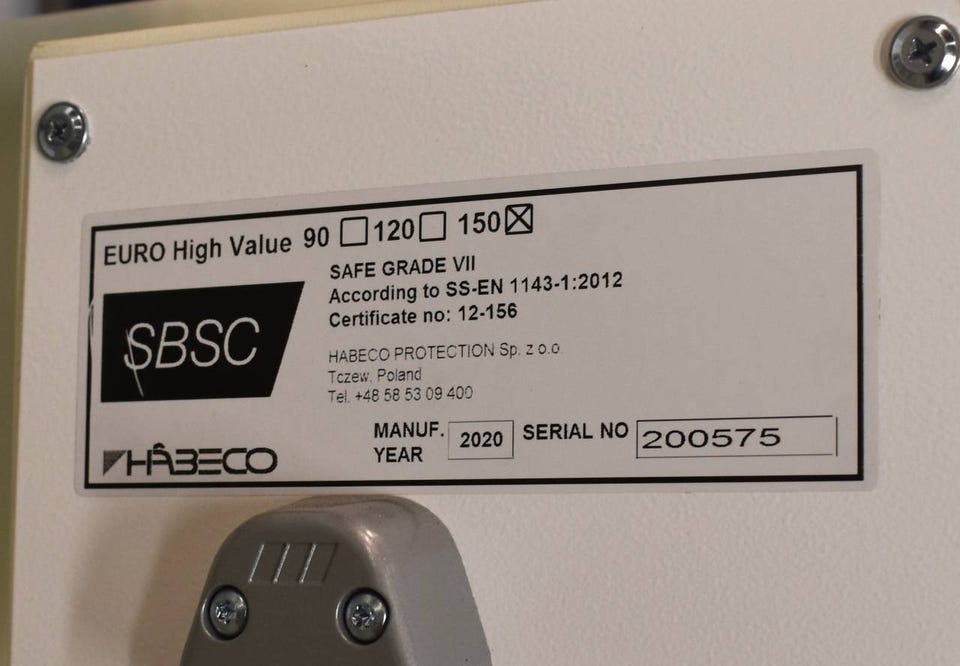 EURO High Value 90 ☐ 120 ☐ 150 ☒
SAFE GRADE VII
According to SS-EN 1143-1:2012
Certificate no: 12-156
SBSC
HABECO PROTECTION Sp. z o.o.
Tczew, Poland
Tel. +48 58 53 09 400
HÂBECO
MANUF. YEAR 2020 SERIAL NO 200575